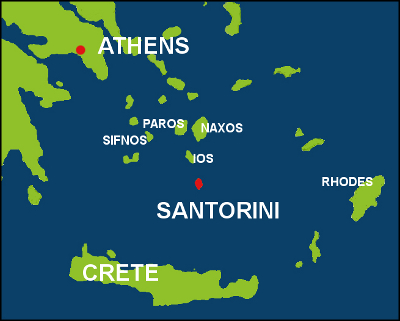 ATHENS
PAROS
NAXOS
SIFNOS
IOS
RHODES
SANTORINI
CRETE